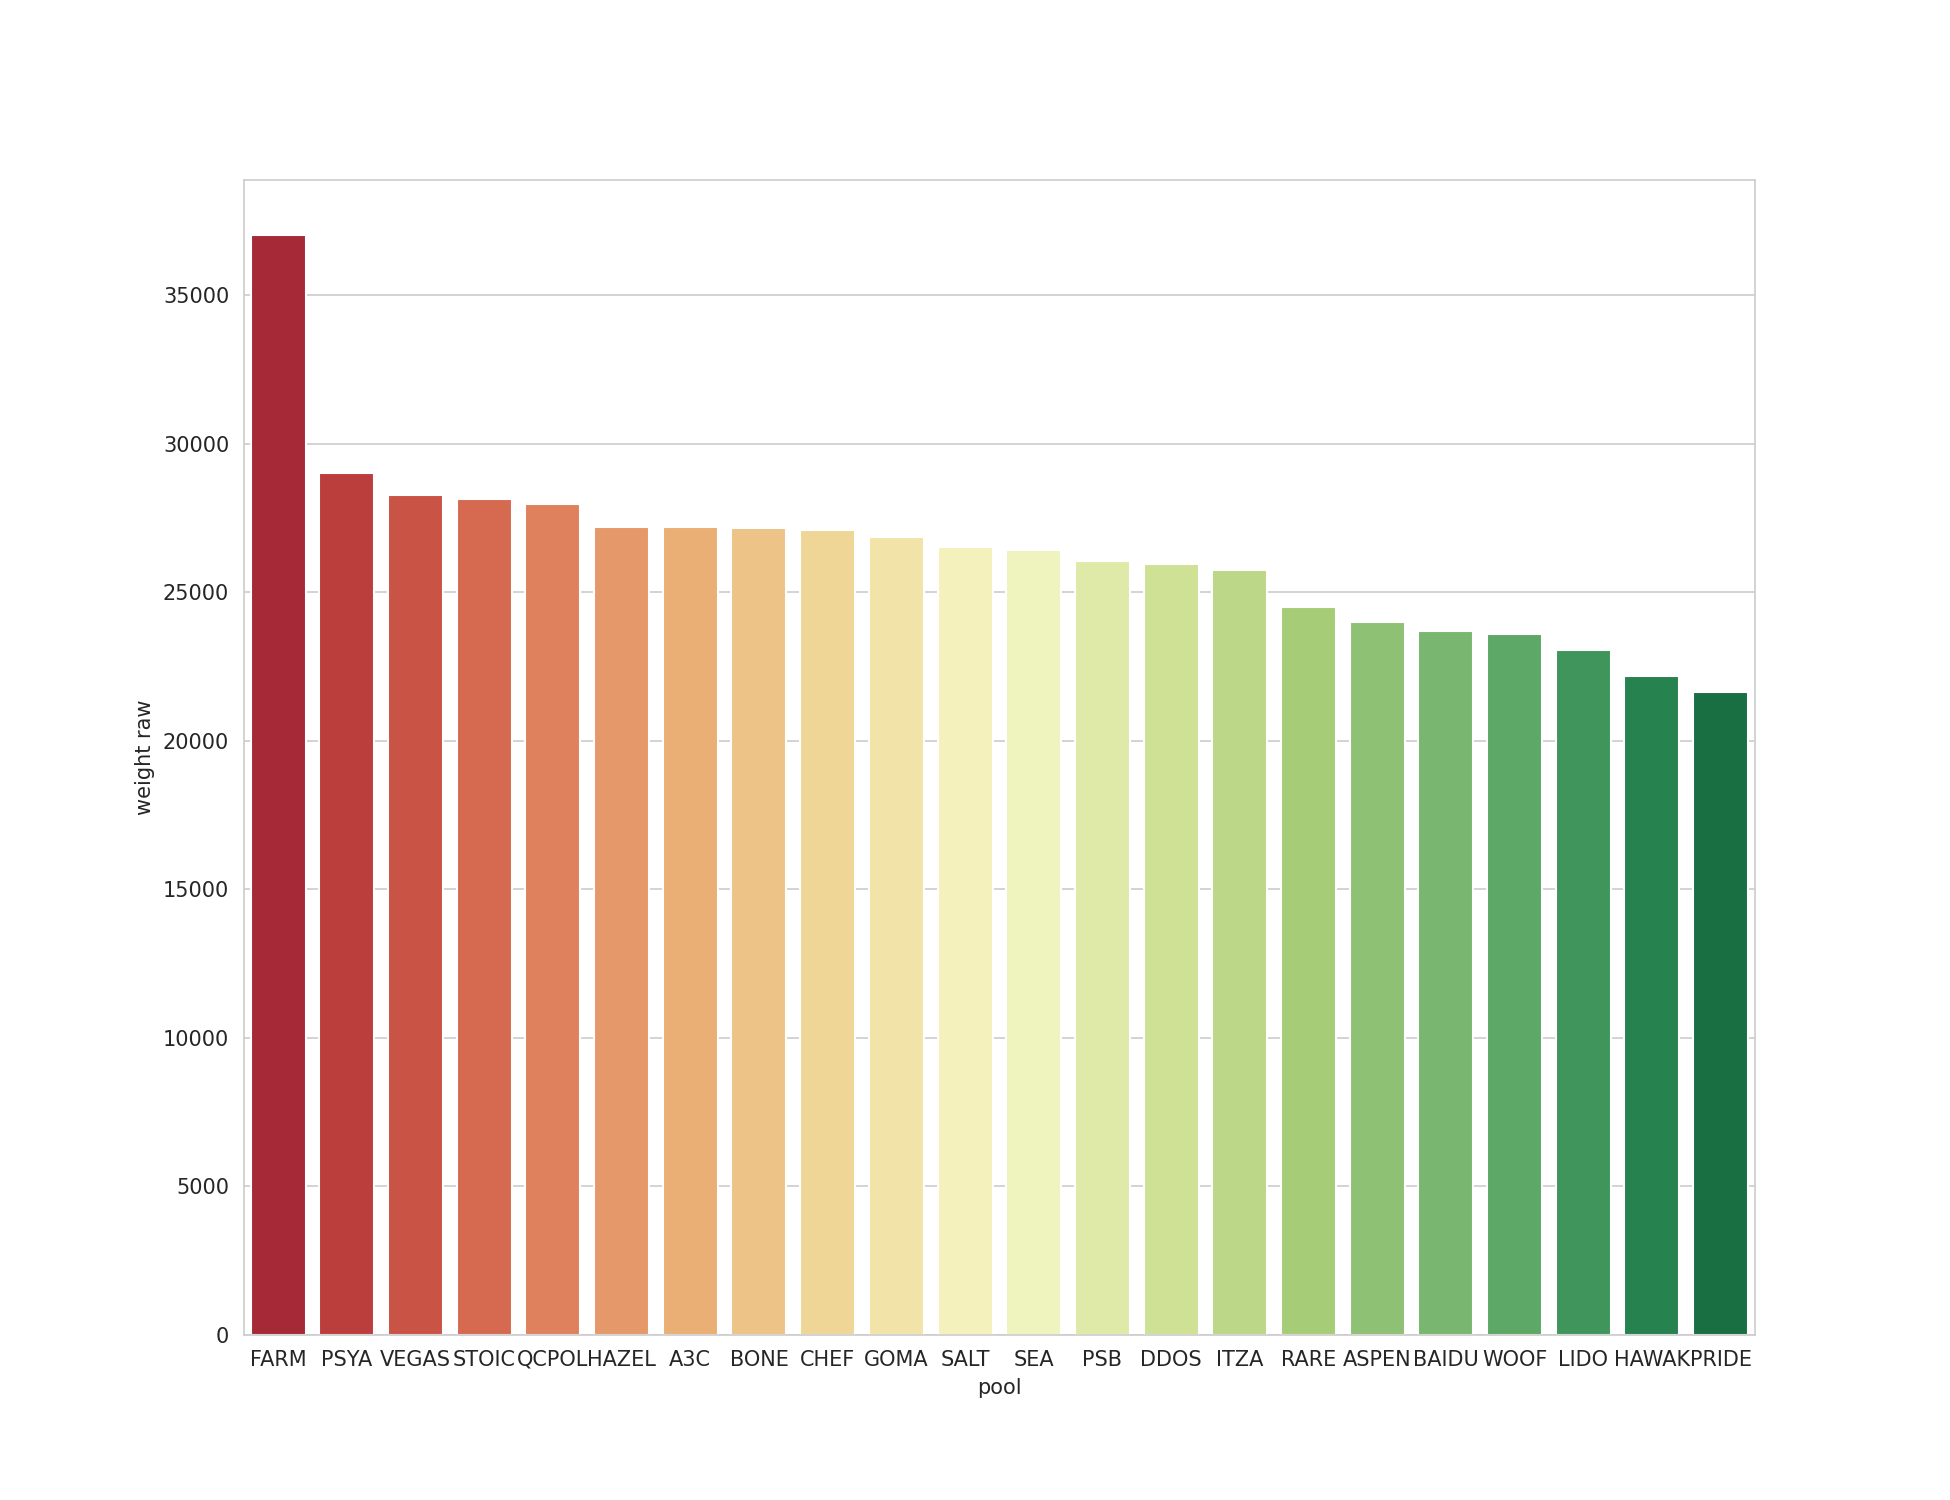 weight raw
35000
30000
25000
20000
15000
10000
5000
0
FARM PSYA VEGAS STOIC QCPOL HAZEL A3C BONE CHEF GOMA SALT SEA PSB DDOS ITZA RARE ASPEN BAIDU WOOF LIDO HAWAK PRIDE
pool